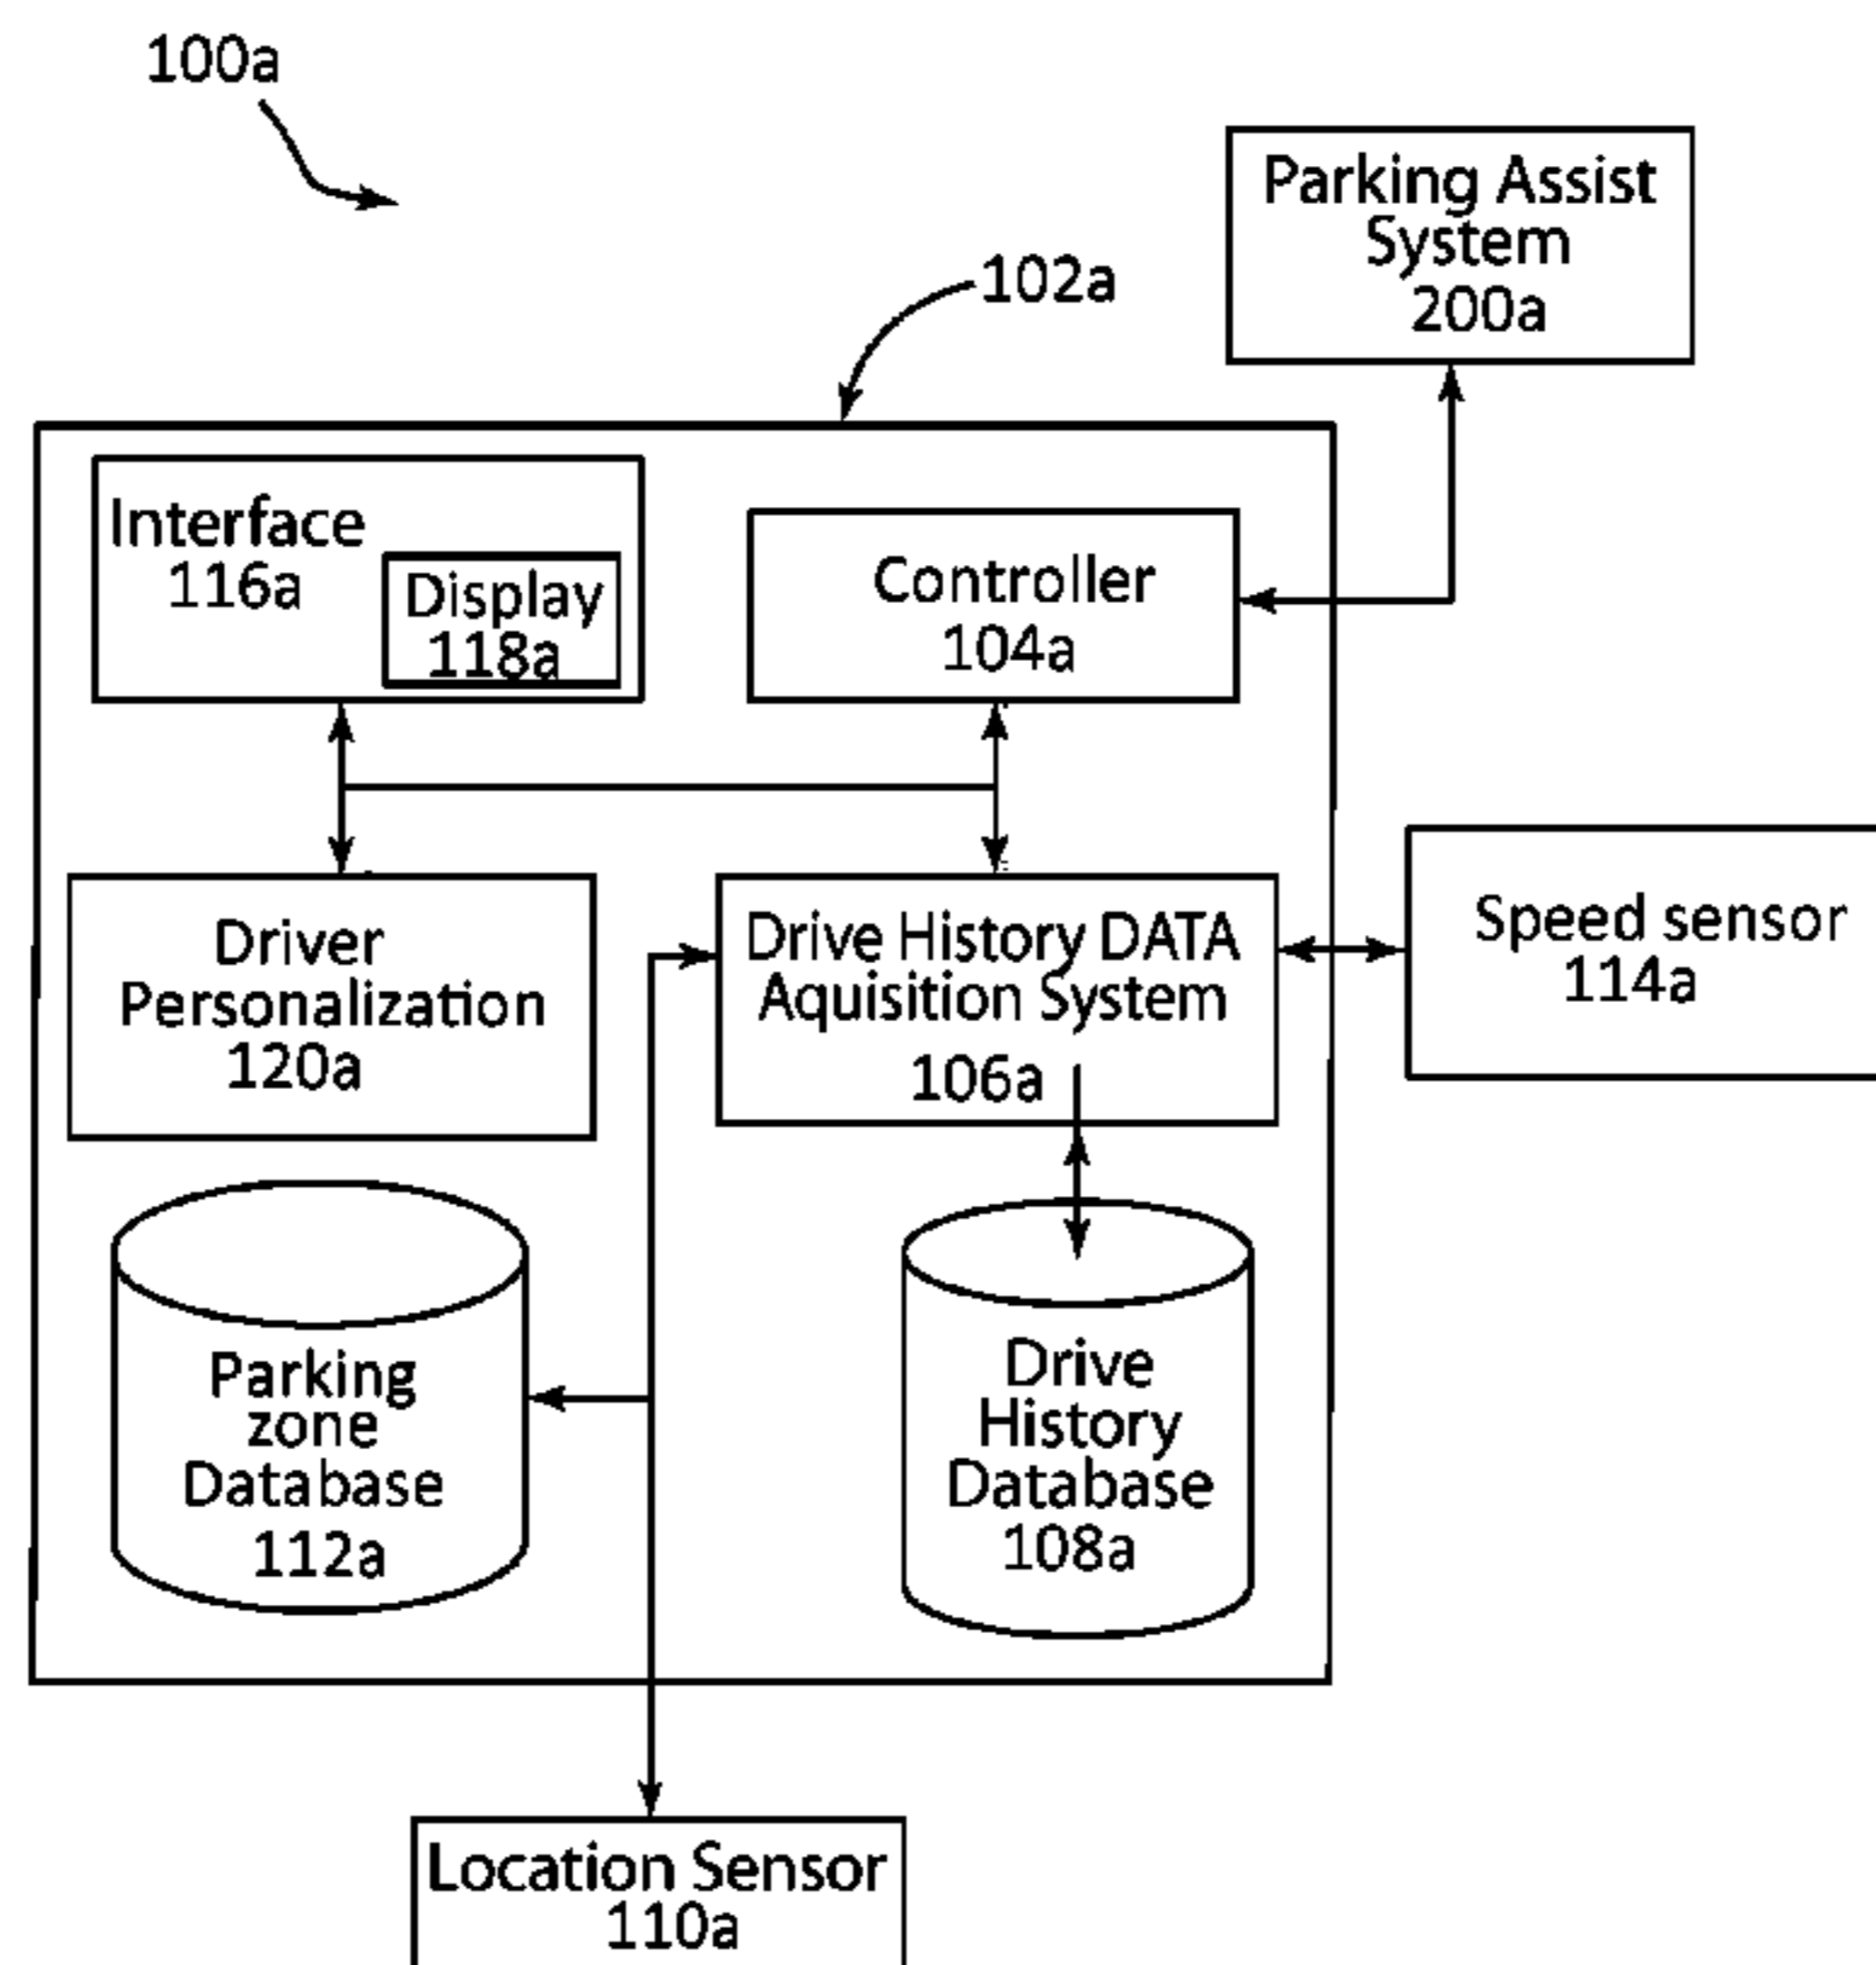 100a
Parking Assist
System
200a
102a
Interface
116a
Display
118a
Controller
104a
Driver
Personalization
120a
Drive History DATA
Aquisition System
106a
Speed sensor
114a
Parking
zone
Database
112a
Drive
History
Database
108a
Location Sensor
110a